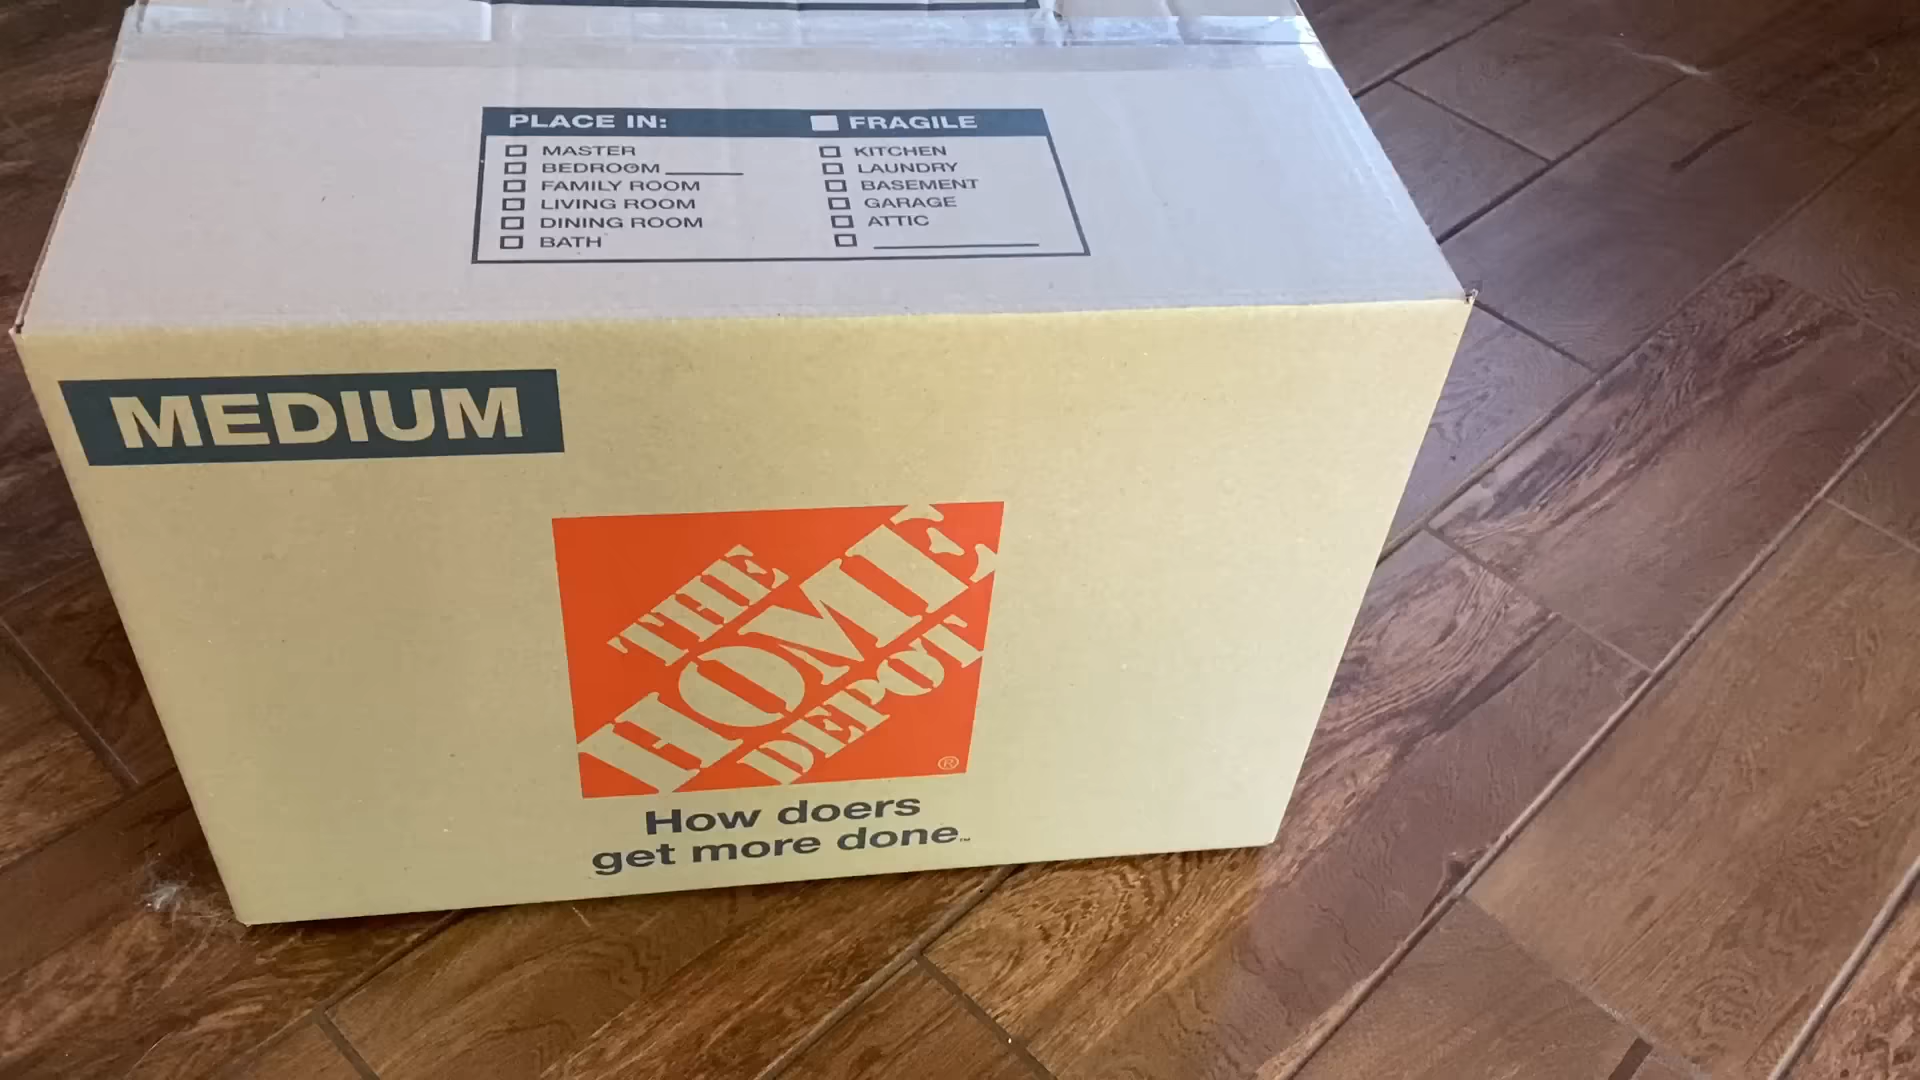 PLACE IN: FRAGILE
MASTER
BEDROOM
FAMILY ROOM
LIVING ROOM
DINING ROOM
BATH
KITCHEN
LAUNDRY
BASEMENT
GARAGE
ATTIC
MEDIUM
THE
HOME
DEPOT
®
How doers
get more done.™